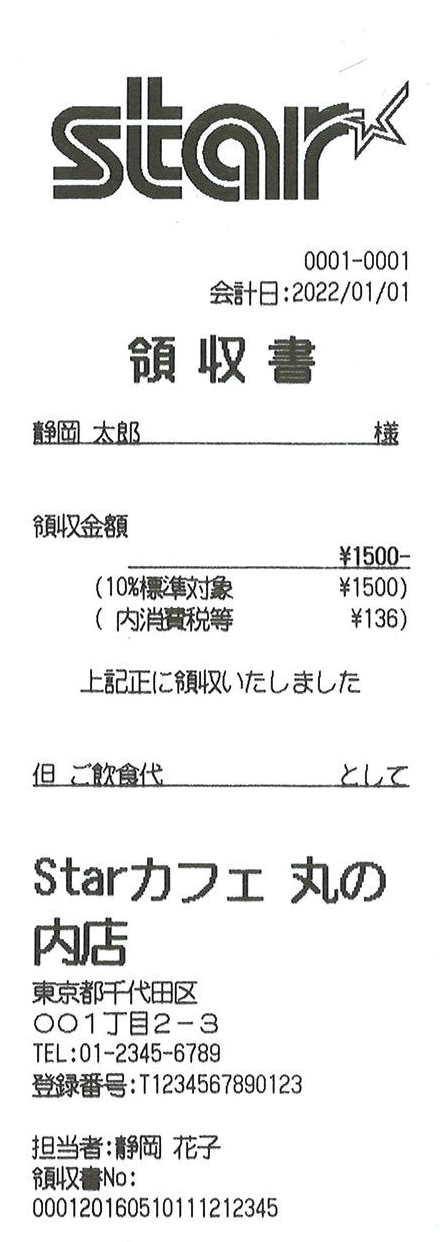 star
0001-0001
会計日:2022/01/01
領収書
静岡 太郎 様
領収金額
¥1500-
(10%標準対象 ¥1500)
( 内消費税等 ¥136)
上記正に領収いたしました
但 ご飲食代 として
Starカフェ 丸の
内店
東京都千代田区
○○1丁目2-3
TEL:01-2345-6789
登録番号:T1234567890123
担当者:静岡 花子
領収書No:
000120160510111212345